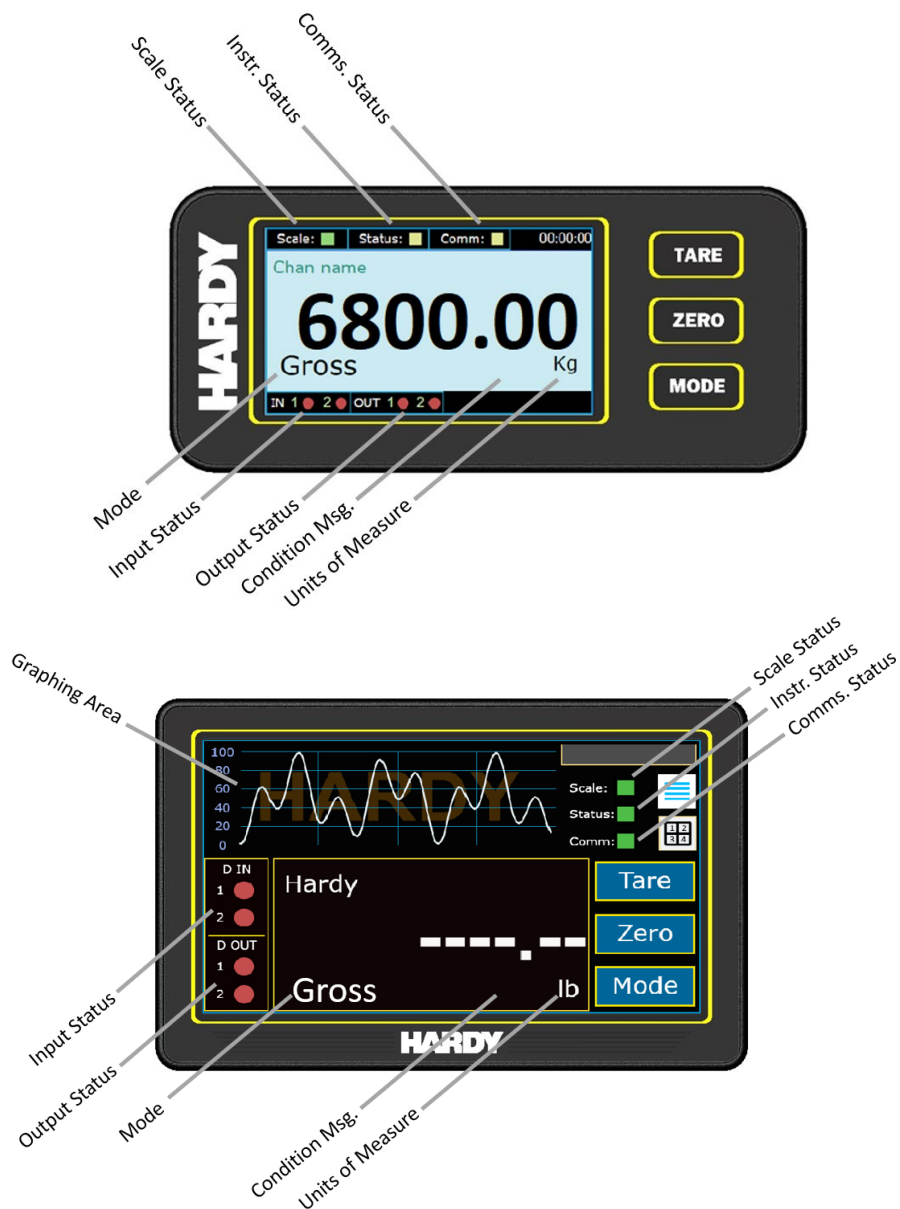 Scale Status
Instr. Status
Comms. Status
HARDY
Scale: Status: Comm: 00:00:00
Chan name
6800.00
Gross Kg
IN 1 2 OUT 1 2
TARE
ZERO
MODE
Mode
Input Status
Output Status
Condition Msg.
Units of Measure
Graphing Area
Scale Status
Instr. Status
Comms. Status
100
80
60
40
20
0
HARDY
Scale:
Status:
Comm:
1 2
3 4
D IN
1
2
D OUT
1
2
Hardy
----.--
Gross lb
Tare
Zero
Mode
HARDY
Input Status
Output Status
Mode
Condition Msg.
Units of Measure